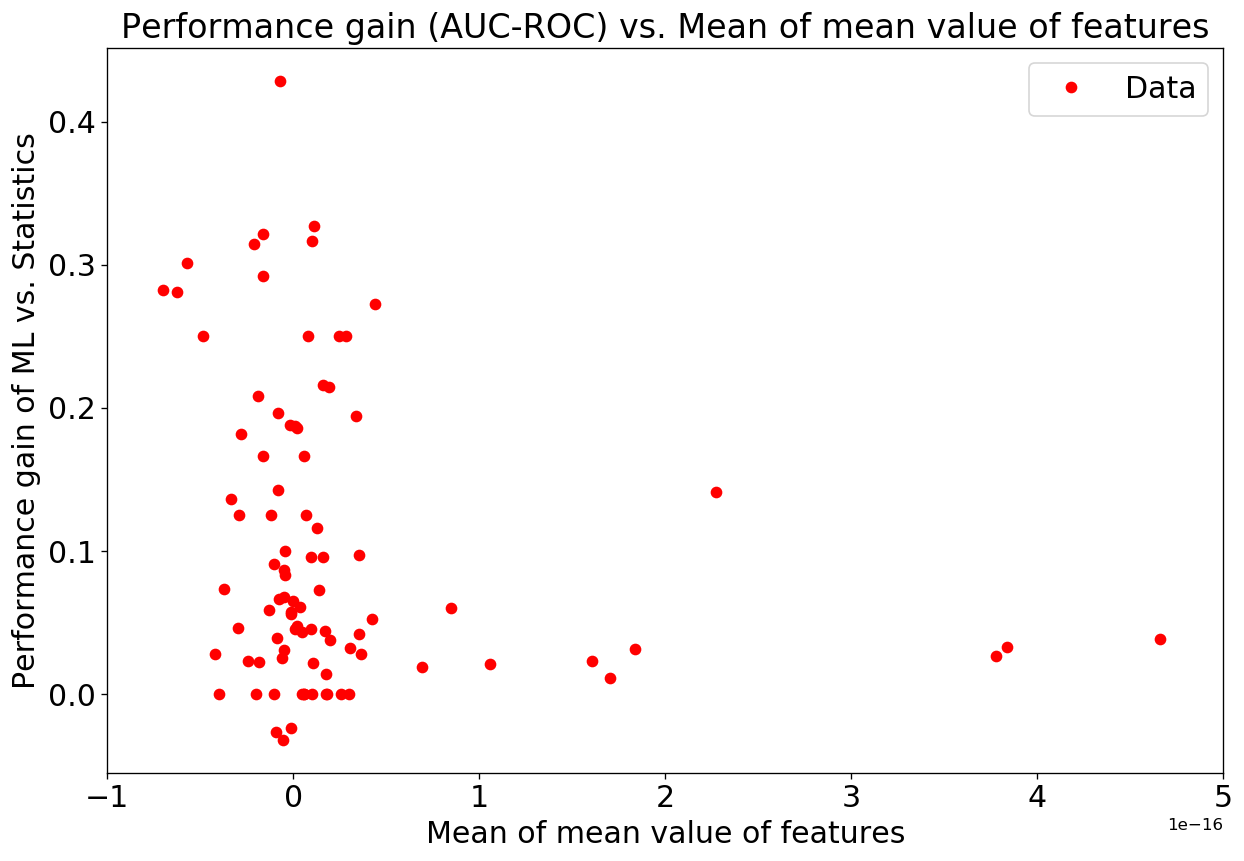 Performance gain (AUC-ROC) vs. Mean of mean value of features
Data
Performance gain of ML vs. Statistics
0.4
0.3
0.2
0.1
0.0
−1 0 1 2 3 4 5
1e−16
Mean of mean value of features